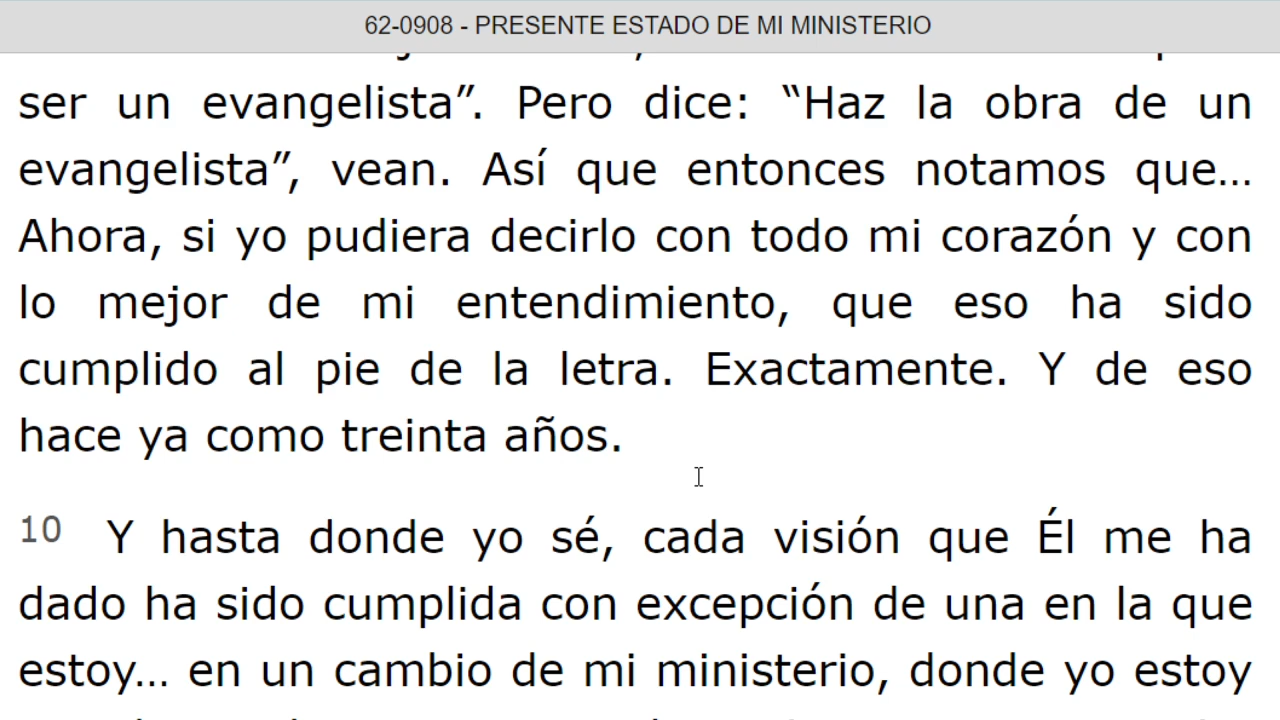 62-0908 - PRESENTE ESTADO DE MI MINISTERIO
ser un evangelista”. Pero dice: “Haz la obra de un
evangelista”, vean. Así que entonces notamos que…
Ahora, si yo pudiera decirlo con todo mi corazón y con
lo mejor de mi entendimiento, que eso ha sido
cumplido al pie de la letra. Exactamente. Y de eso
hace ya como treinta años.
10 Y hasta donde yo sé, cada visión que Él me ha
dado ha sido cumplida con excepción de una en la que
estoy… en un cambio de mi ministerio, donde yo estoy